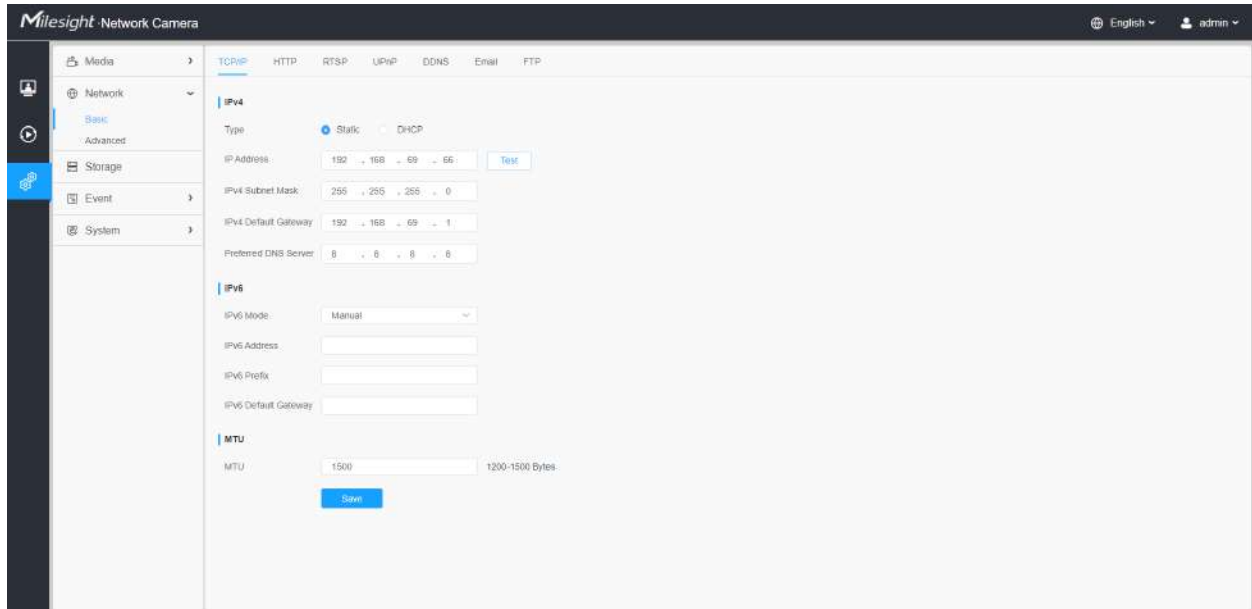 Milesight Network Camera
English
admin
Media
Network
Basic
Advanced
Storage
Event
System
TCP/IP HTTP RTSP UPnP DDNS Email FTP
IPv4
Type Static DHCP
IP Address 192 . 168 . 69 . 66 Test
IPv4 Subnet Mask 255 . 255 . 255 . 0
IPv4 Default Gateway 192 . 168 . 69 . 1
Preferred DNS Server 8 . 8 . 8 . 8
IPv6
IPv6 Mode Manual
IPv6 Address
IPv6 Prefix
IPv6 Default Gateway
MTU
MTU 1500 1200-1500 Bytes
Save